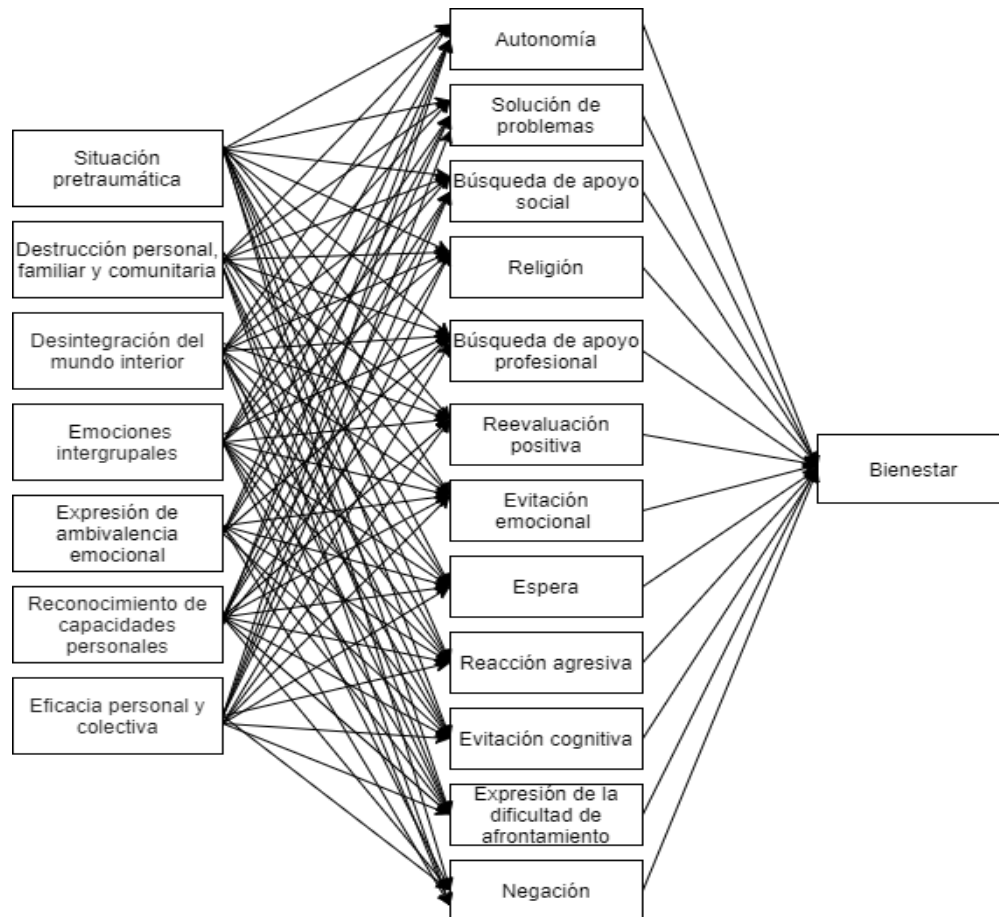 Situación
pretraumática
Destrucción personal,
familiar y comunitaria
Desintegración del
mundo interior
Emociones
intergrupales
Expresión de
ambivalencia
emocional
Reconocimiento de
capacidades
personales
Eficacia personal y
colectiva
Autonomía
Solución de
problemas
Búsqueda de apoyo
social
Religión
Búsqueda de apoyo
profesional
Reevaluación
positiva
Evitación
emocional
Espera
Reacción agresiva
Evitación cognitiva
Expresión de la
dificultad de
afrontamiento
Negación
Bienestar